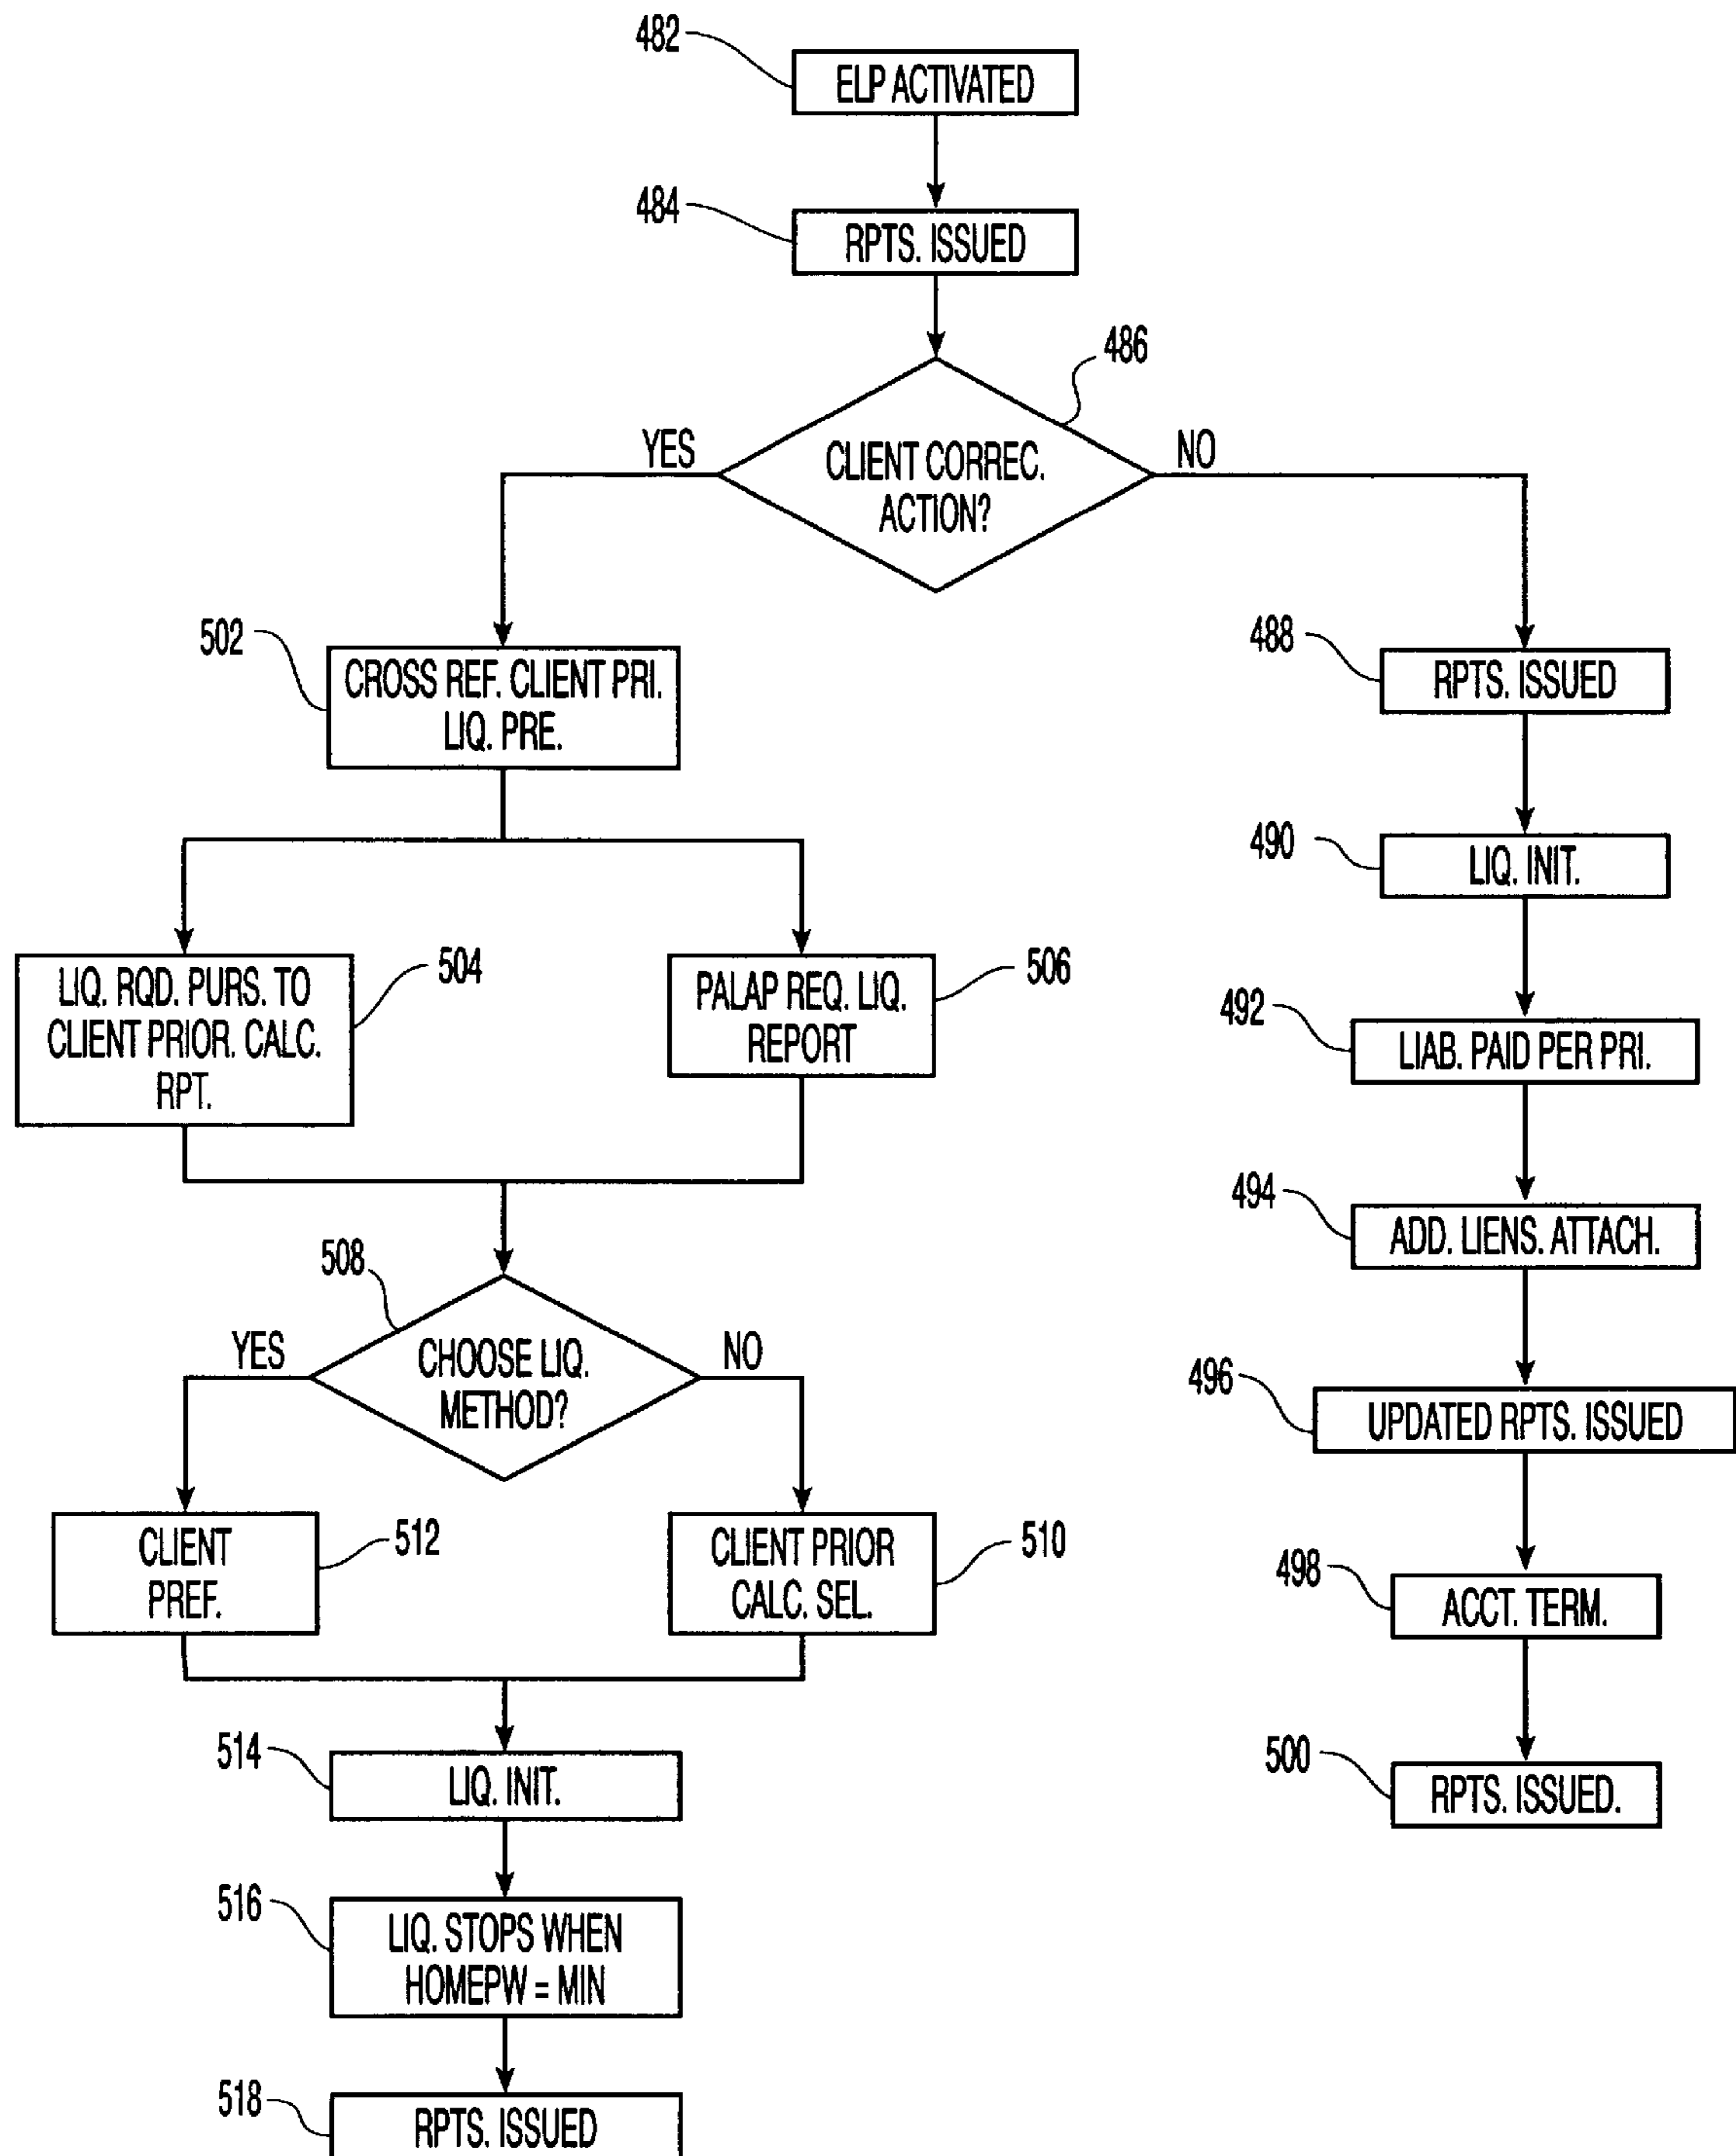 482
ELP ACTIVATED
484
RPTS. ISSUED
486
YES
CLIENT CORREC.
ACTION?
NO
502
CROSS REF. CLIENT PRI.
LIQ. PRE.
488
RPTS. ISSUED
490
LIQ. INIT.
LIQ. RQD. PURS. TO
CLIENT PRIOR. CALC.
RPT.
504
PALAP REQ. LIQ.
REPORT
506
492
LIAB. PAID PER PRI.
494
ADD. LIENS. ATTACH.
508
YES
CHOOSE LIQ.
METHOD?
NO
496
UPDATED RPTS. ISSUED
CLIENT
PREF.
512
CLIENT PRIOR
CALC. SEL.
510
498
ACCT. TERM.
514
LIQ. INIT.
500
RPTS. ISSUED.
516
LIQ. STOPS WHEN
HOMEPW = MIN
518
RPTS. ISSUED